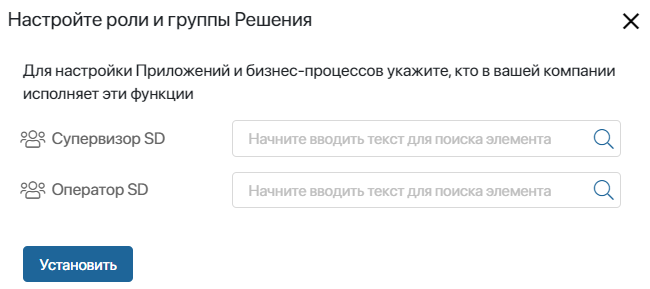 Настройте роли и группы Решения
Для настройки Приложений и бизнес-процессов укажите, кто в вашей компании
исполняет эти функции
Супервизор SD
Начните вводить текст для поиска элемента
Оператор SD
Начните вводить текст для поиска элемента
Установить